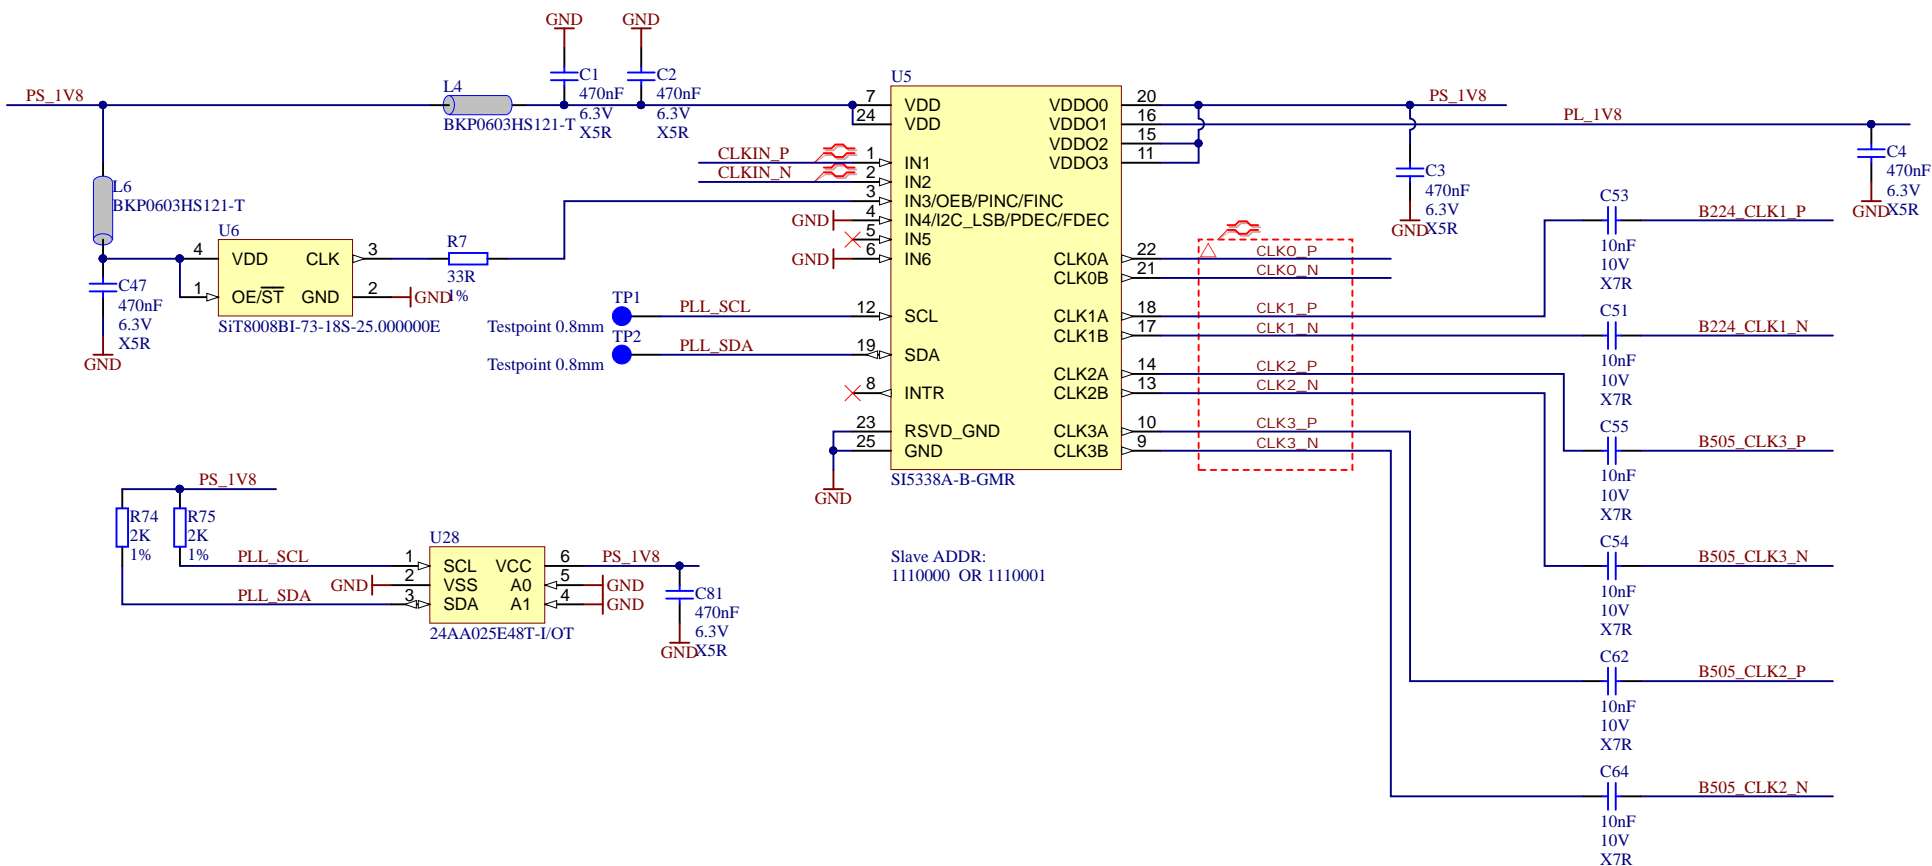 GND
GND
PS_1V8
L4
BKP0603HS121-T
C1
470nF
6.3V
X5R
C2
470nF
6.3V
X5R
L6
BKP0603HS121-T
C47
470nF
6.3V
X5R
GND
U6
4
VDD
CLK
3
1
OE/ST
GND
2
GND
SiT8008BI-73-18S-25.000000E
R7
33R
1%
CLKIN_P
CLKIN_N
GND
GND
TP1
Testpoint 0.8mm
PLL_SCL
TP2
Testpoint 0.8mm
PLL_SDA
U5
7
VDD
24
VDD
1
IN1
2
IN2
3
IN3/OEB/PINC/FINC
4
IN4/I2C_LSB/PDEC/FDEC
5
IN5
6
IN6
12
SCL
19
SDA
8
INTR
23
RSVD_GND
25
GND
GND
VDDO0
20
VDDO1
16
VDDO2
15
VDDO3
11
CLK0A
22
CLK0B
21
CLK1A
18
CLK1B
17
CLK2A
14
CLK2B
13
CLK3A
10
CLK3B
9
SI5338A-B-GMR
Slave ADDR:
1110000 OR 1110001
PS_1V8
PL_1V8
C3
470nF
6.3V
X5R
GND
C4
470nF
6.3V
X5R
GND
CLK0_P
CLK0_N
CLK1_P
CLK1_N
CLK2_P
CLK2_N
CLK3_P
CLK3_N
C53
10nF
10V
X7R
B224_CLK1_P
C51
10nF
10V
X7R
B224_CLK1_N
C55
10nF
10V
X7R
B505_CLK3_P
C54
10nF
10V
X7R
B505_CLK3_N
C62
10nF
10V
X7R
B505_CLK2_P
C64
10nF
10V
X7R
B505_CLK2_N
PS_1V8
R74
2K
1%
R75
2K
1%
PLL_SCL
GND
PLL_SDA
U28
1
SCL
VCC
6
2
VSS
A0
5
3
SDA
A1
4
24AA025E48T-I/OT
PS_1V8
GND
GND
C81
470nF
6.3V
X5R
GND